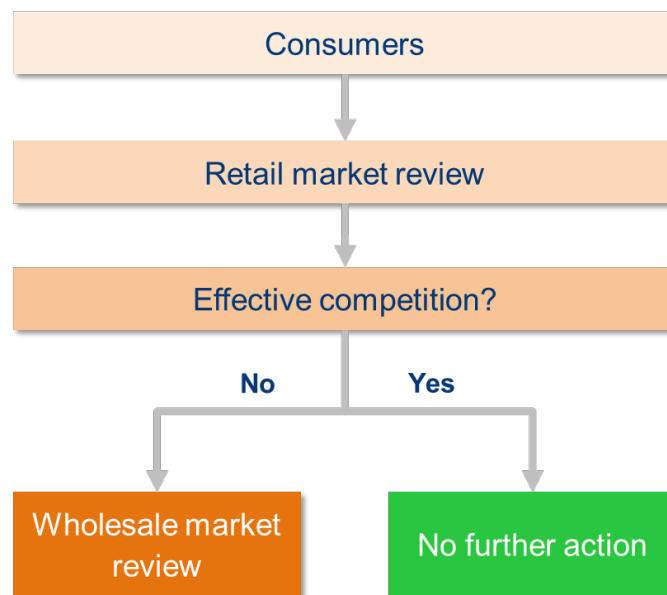 Consumers
Retail market review
Effective competition?
No
Yes
Wholesale market
review
No further action